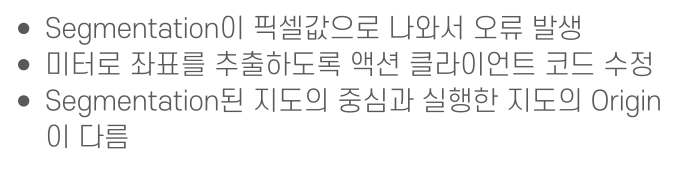 • Segmentation이 픽셀값으로 나와서 오류 발생
• 미터로 좌표를 추출하도록 액션 클라이언트 코드 수정
• Segmentation된 지도의 중심과 실행한 지도의 Origin
이 다름